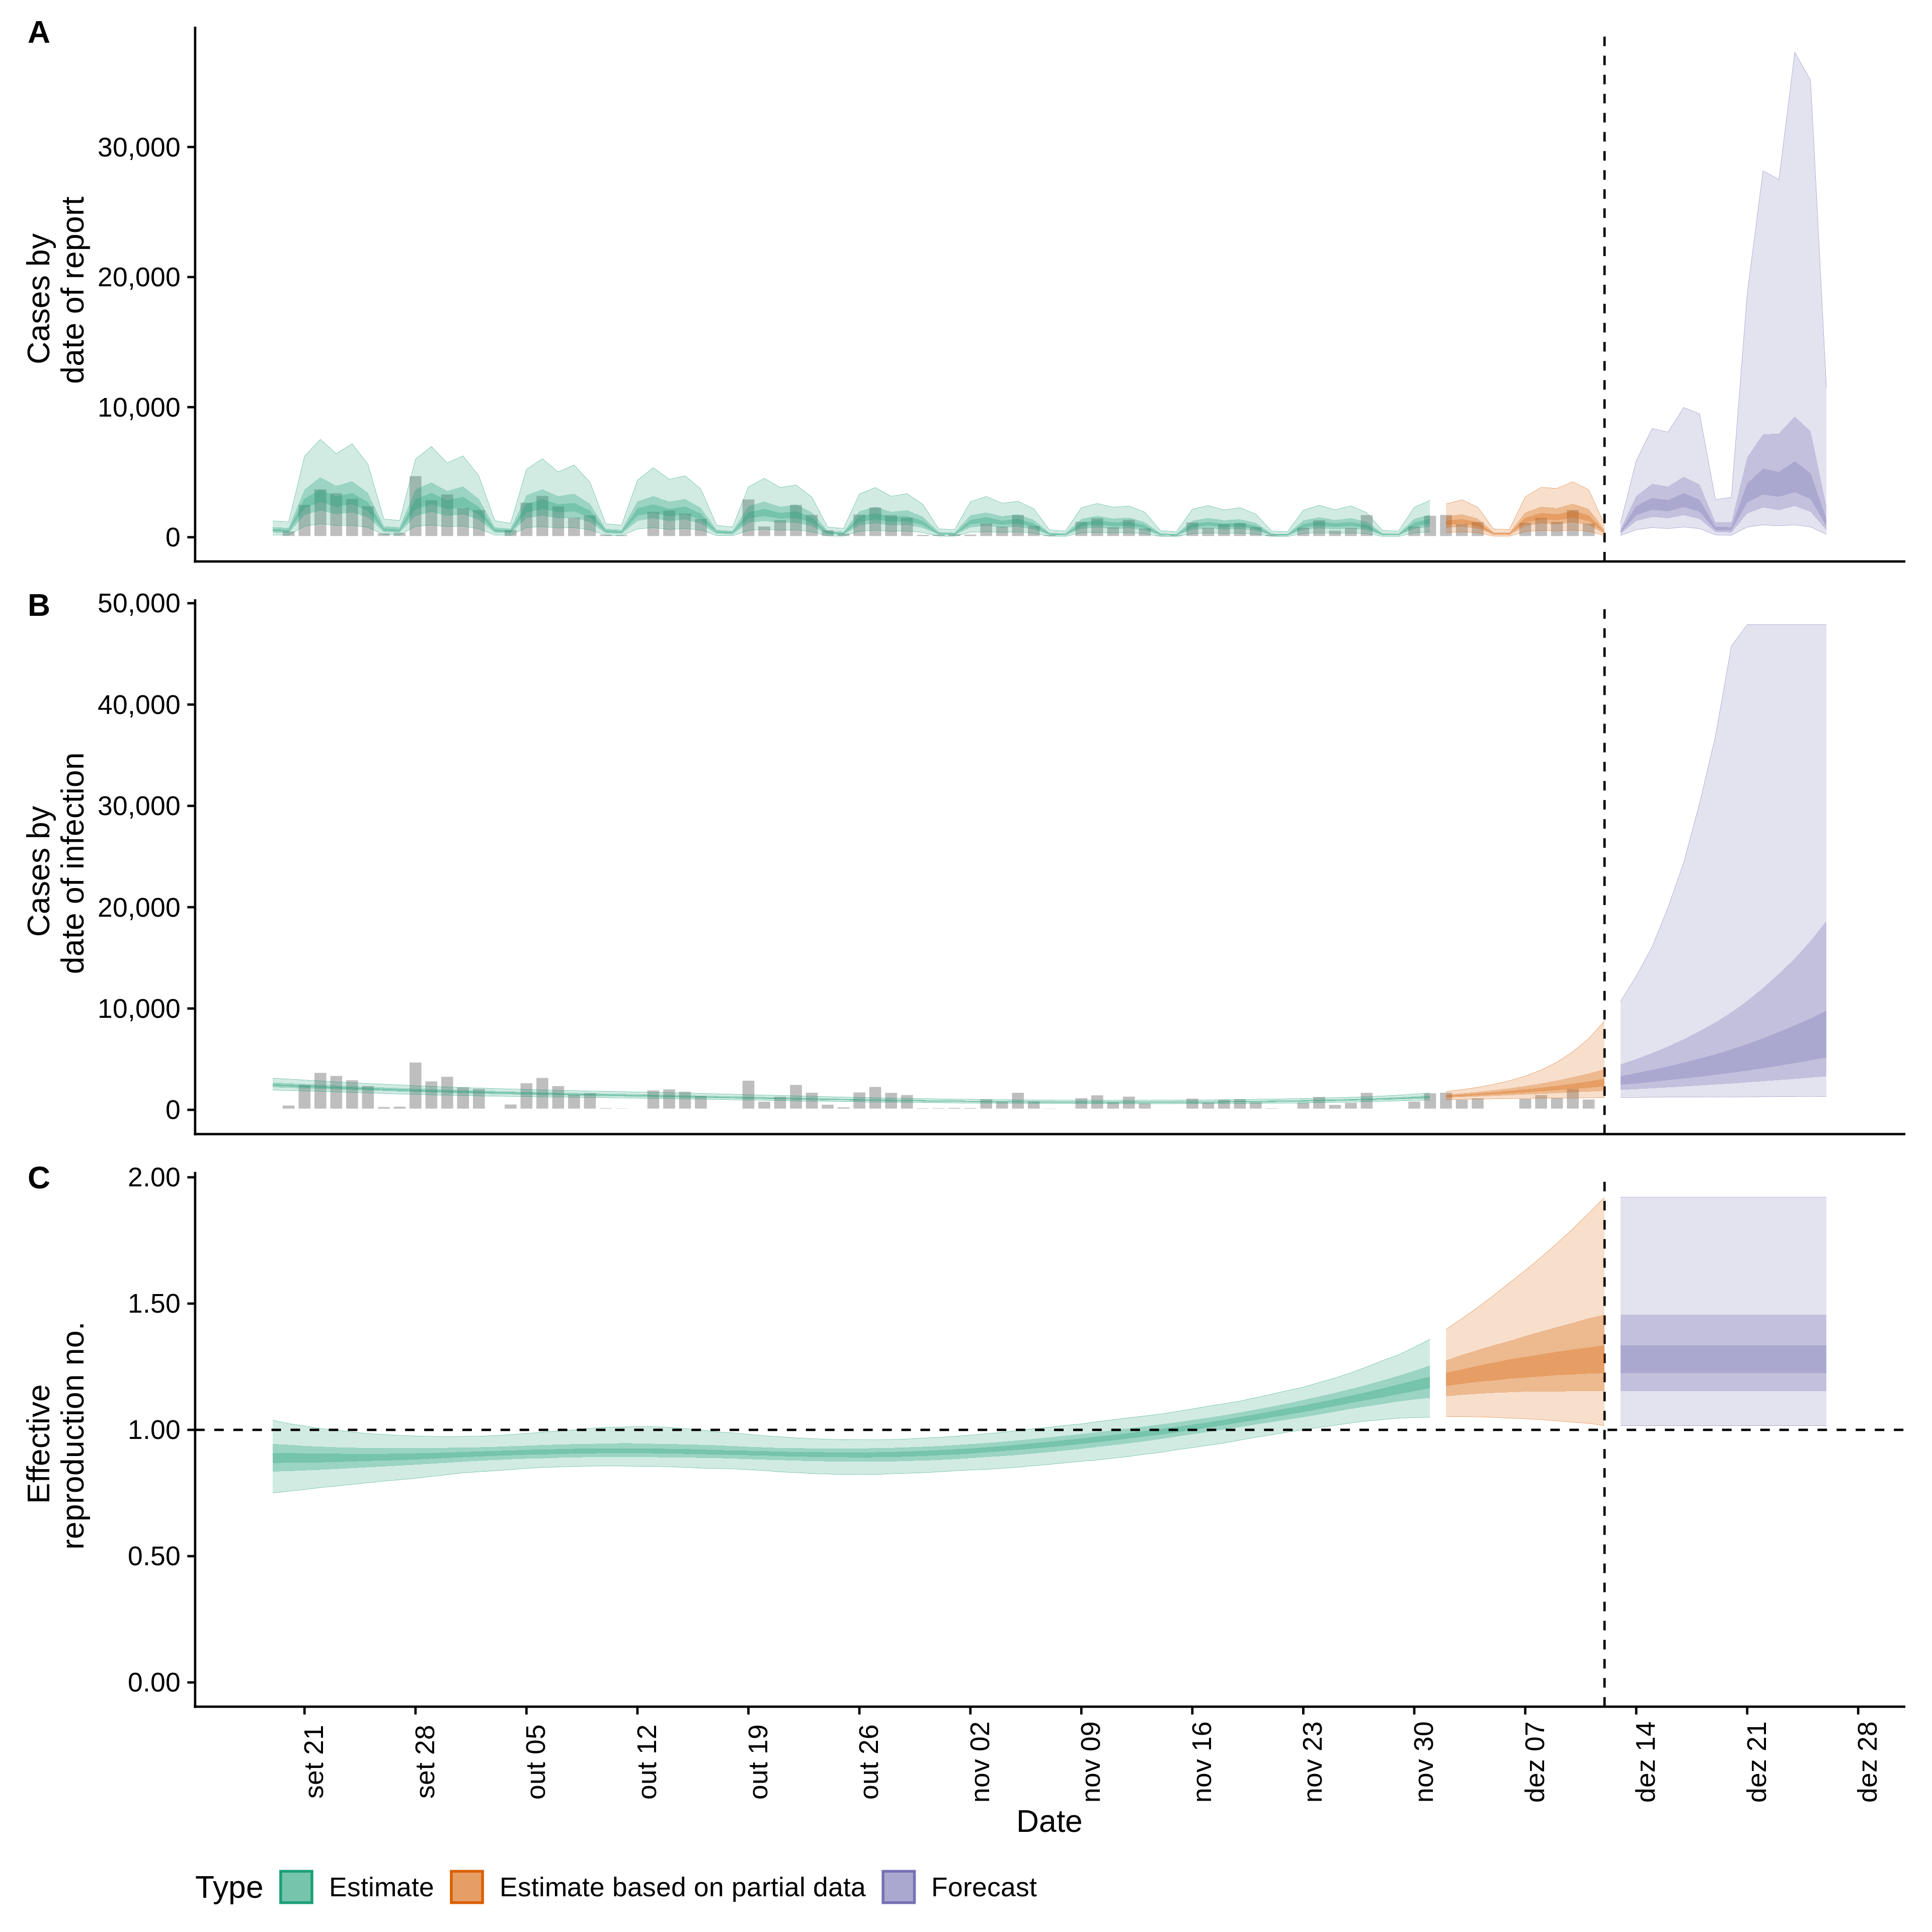 A
Cases by
date of report
30,000
20,000
10,000
0
B
Cases by
date of infection
50,000
40,000
30,000
20,000
10,000
0
C
Effective
reproduction no.
2.00
1.50
1.00
0.50
0.00
set 21
set 28
out 05
out 12
out 19
out 26
nov 02
nov 09
nov 16
nov 23
nov 30
dez 07
dez 14
dez 21
dez 28
Date
Type Estimate Estimate based on partial data Forecast